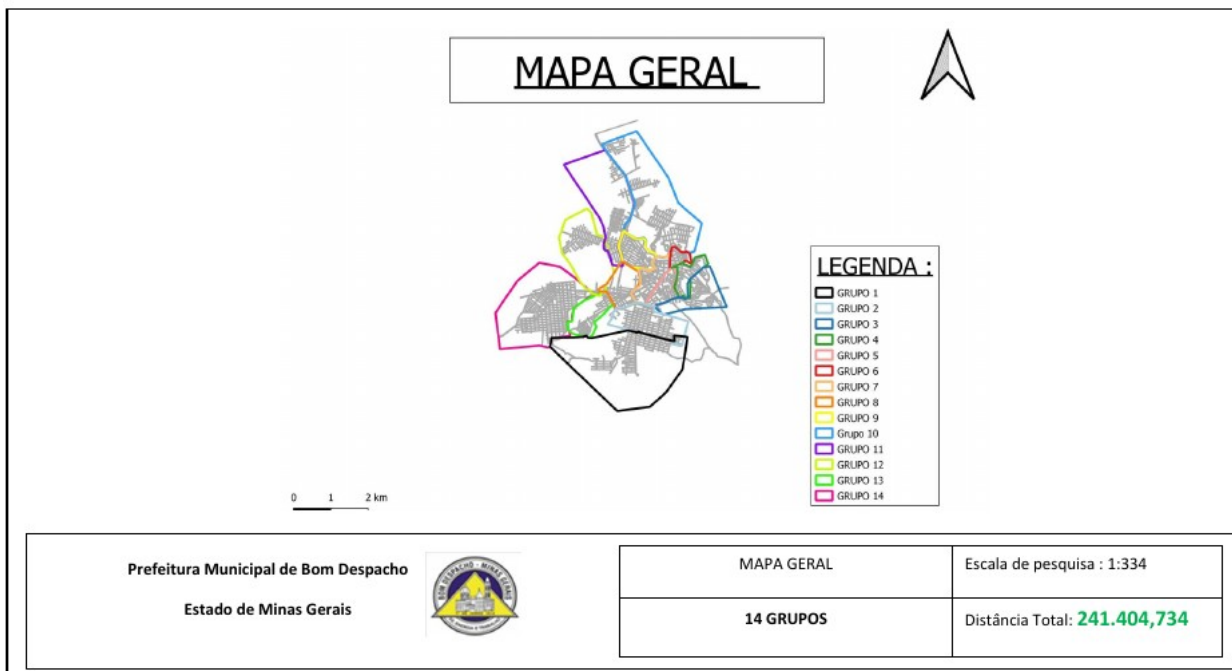 MAPA GERAL
LEGENDA :
GRUPO 1
GRUPO 2
GRUPO 3
GRUPO 4
GRUPO 5
GRUPO 6
GRUPO 7
GRUPO 8
GRUPO 9
Grupo 10
GRUPO 11
GRUPO 12
GRUPO 13
GRUPO 14
0 1 2 km
Prefeitura Municipal de Bom Despacho
Estado de Minas Gerais
BOM DESPACHO - MINAS GERAIS
MAPA GERAL
Escala de pesquisa : 1:334
14 GRUPOS
Distância Total: 241.404,734